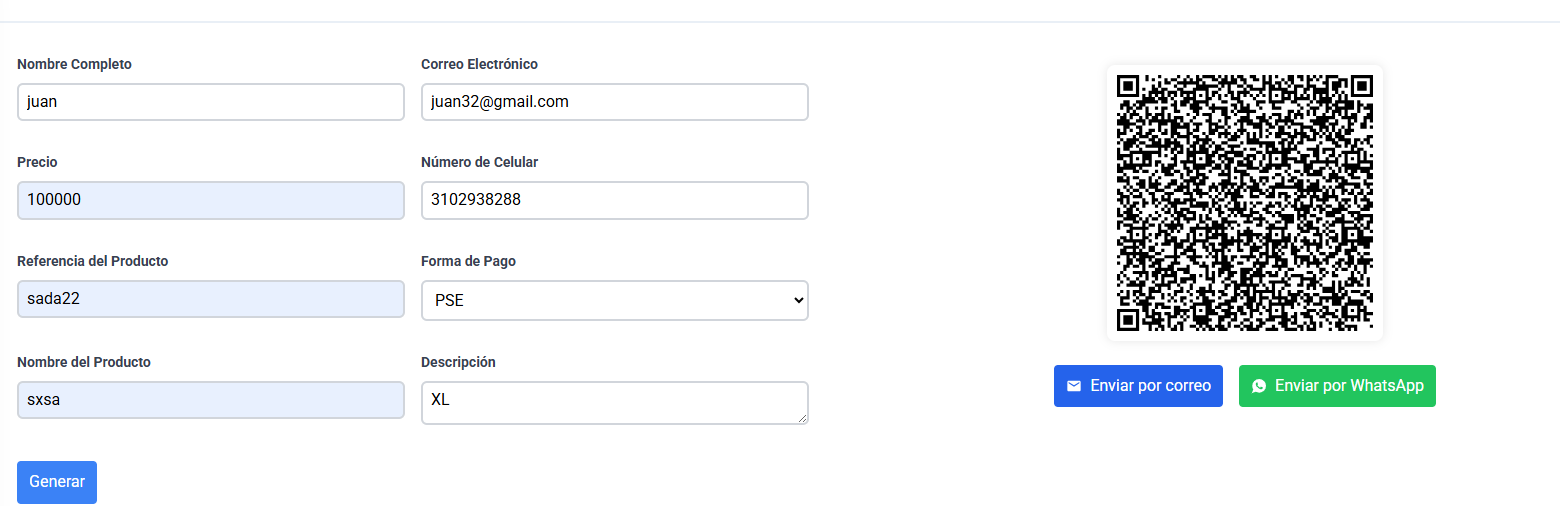 Nombre Completo
juan
Correo Electrónico
juan32@gmail.com
Precio
100000
Número de Celular
3102938288
Referencia del Producto
sada22
Forma de Pago
PSE
Nombre del Producto
sxsa
Descripción
XL
Generar
Enviar por correo
Enviar por WhatsApp